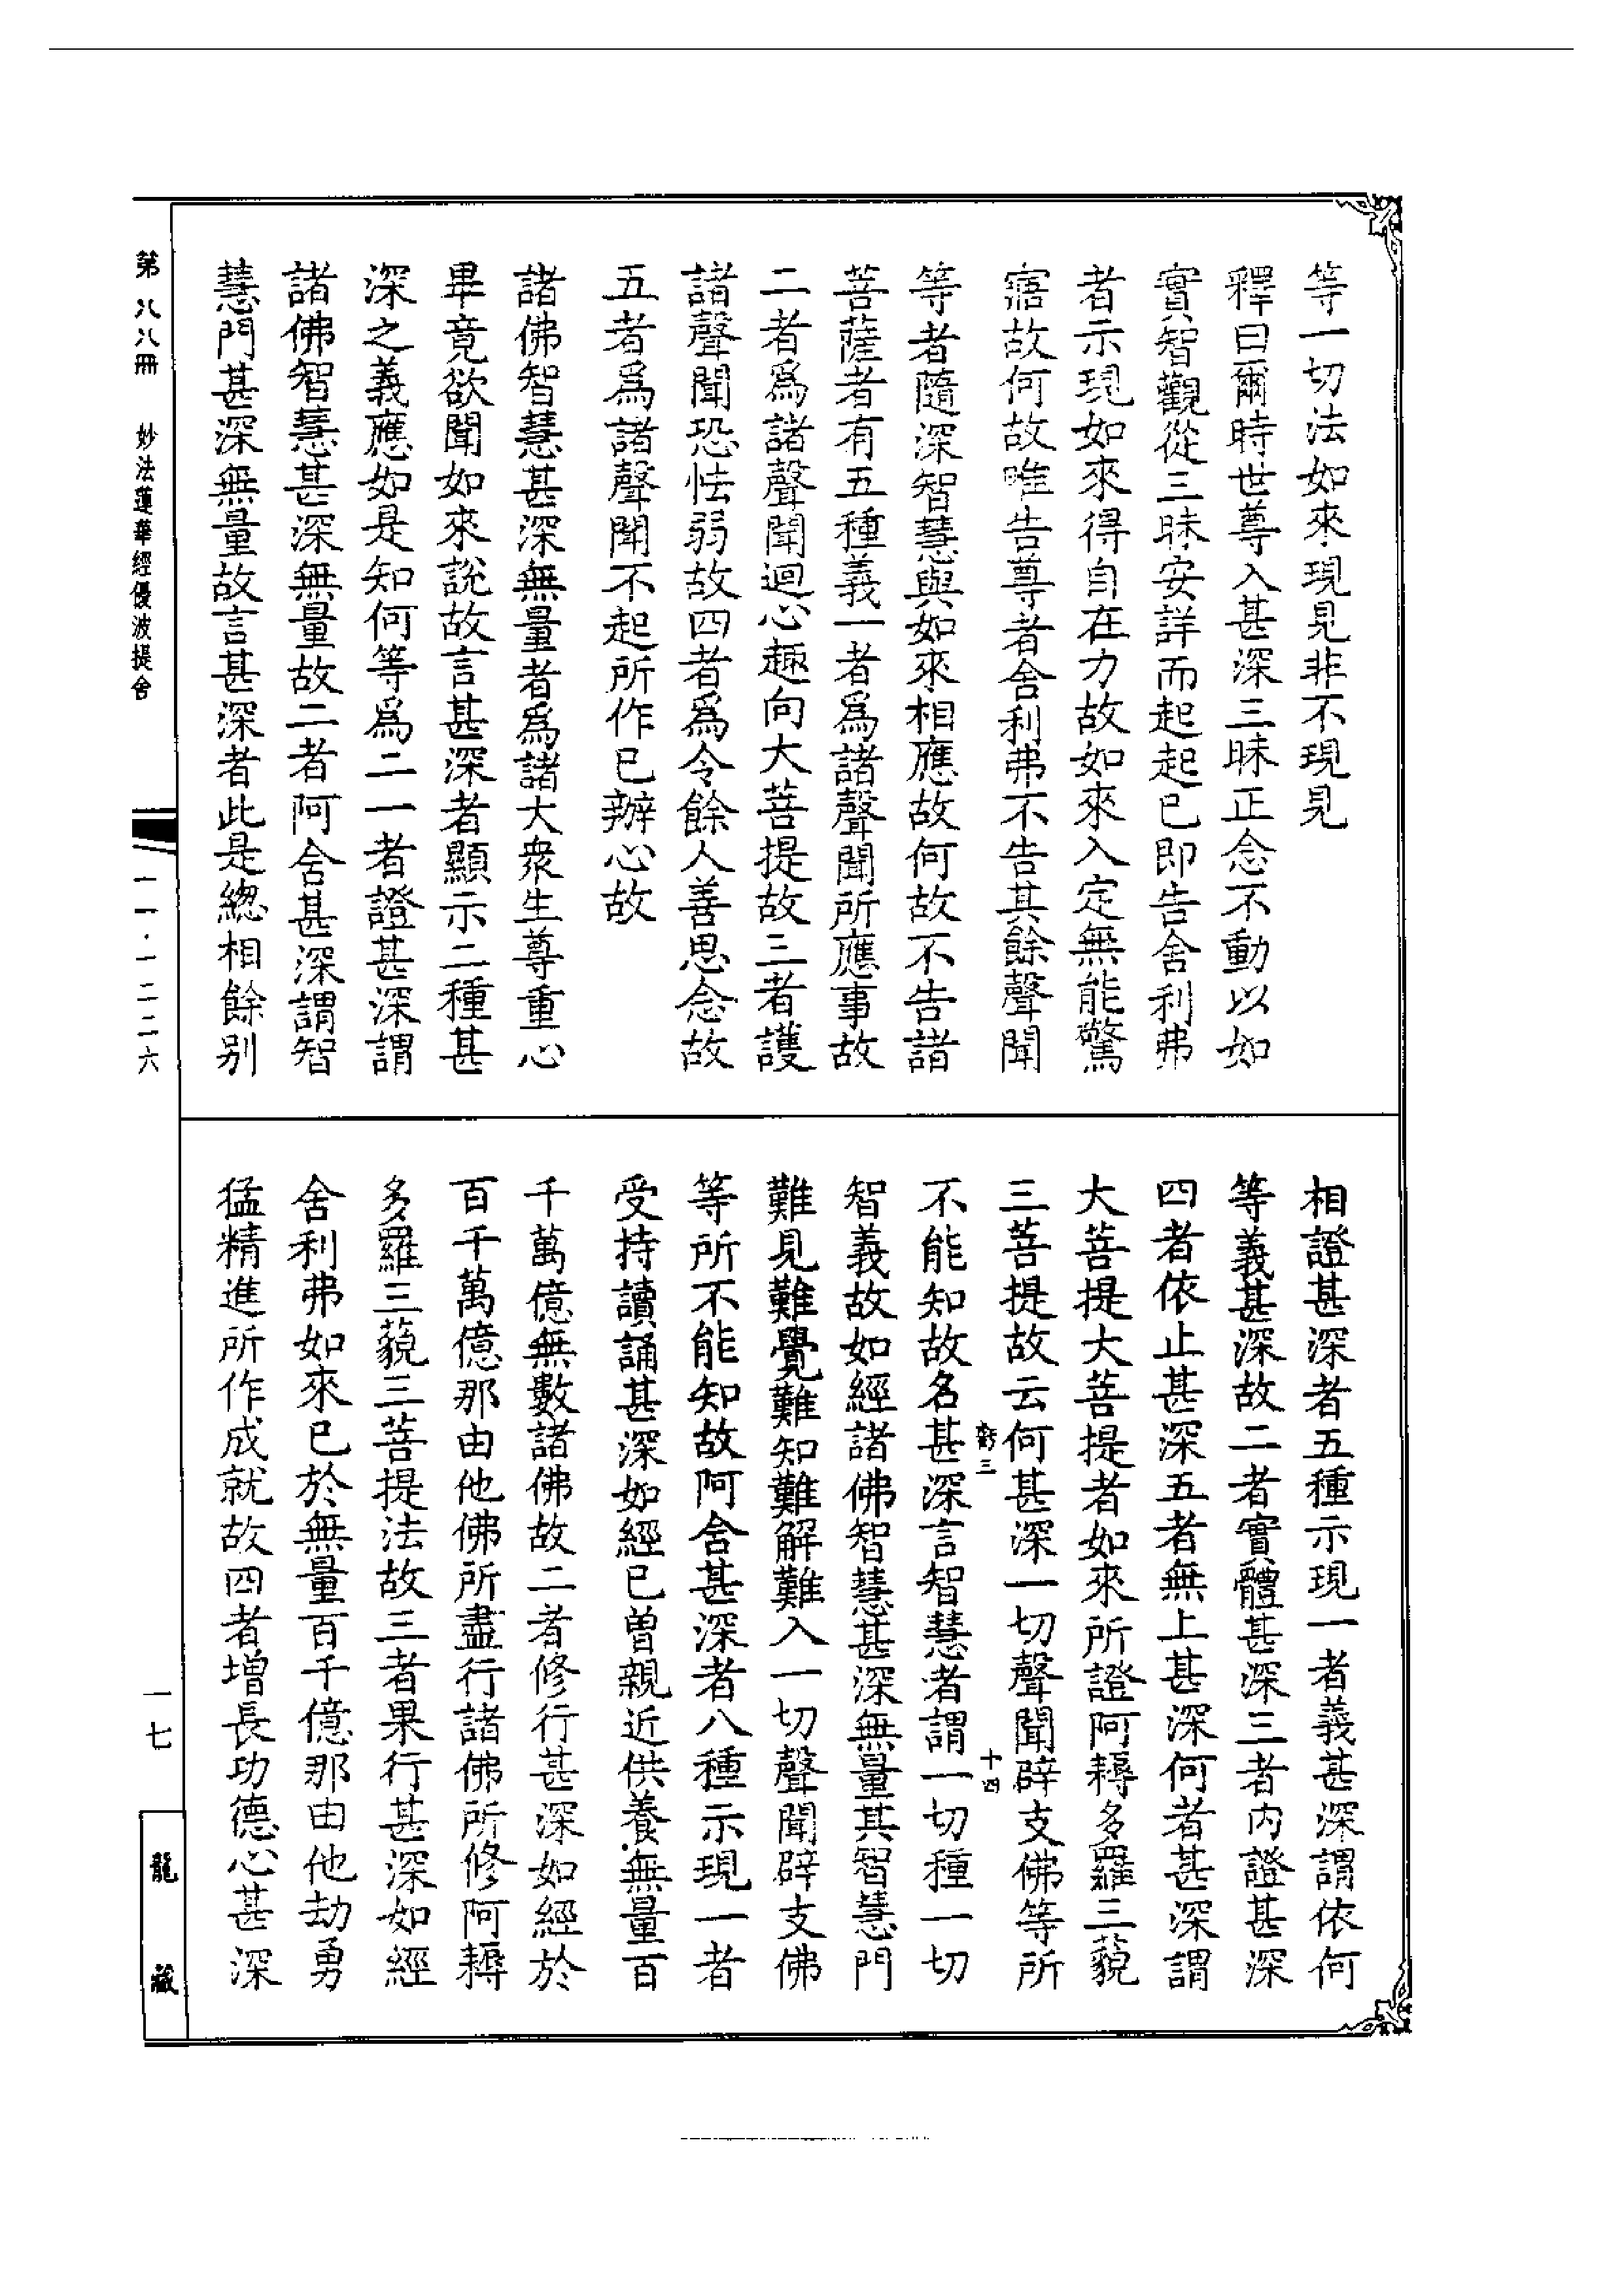 等一切法如來現見非不現見
釋曰爾時世尊入甚深三昧正念不動以如
實智觀從三昧安詳而起起已即告舍利弗
者示現如來得自在力故如來入定無能驚
寤故何故唯告尊者舍利弗不告其餘聲聞
等者隨深智慧與如來相應故何故不告諸
菩薩者有五種義一者為諸聲聞所應事故
二者為諸聲聞迴心趣向大菩提故三者護
諸聲聞恐怯弱故四者為令餘人善思念故
五者為諸聲聞不起所作已辦心故
諸佛智慧甚深無量者為諸大眾生尊重心
畢竟欲聞如來說故言甚深者顯示二種甚
深之義應如是知何等為二一者證甚深謂
諸佛智慧甚深無量故二者阿含甚深謂智
慧門甚深無量故言甚深者此是總相餘別
相證甚深者五種示現一者義甚深謂依何
等義甚深故二者實體甚深三者內證甚深
四者依止甚深五者無上甚深何者甚深謂
大菩提大菩提者如來所證阿耨多羅三藐
三菩提故云何甚深一切聲聞辟支佛等所
不能知故名甚深言智慧者謂一切種一切
智義故如經諸佛智慧甚深無量其智慧門
難見難覺難知難解難入一切聲聞辟支佛
等所不能知故阿含甚深者八種示現一者
受持讀誦甚深如經已曾親近供養無量百
千萬億無數諸佛故二者修行甚深如經於
百千萬億那由他佛所盡行諸佛所修阿耨
多羅三藐三菩提法故三者果行甚深如經
舍利弗如來已於無量百千億那由他劫勇
猛精進所作成就故四者增長功德心甚深
三
十四
第八八冊
妙法蓮華經優波提舍
一一·一二二六
一七
龍藏